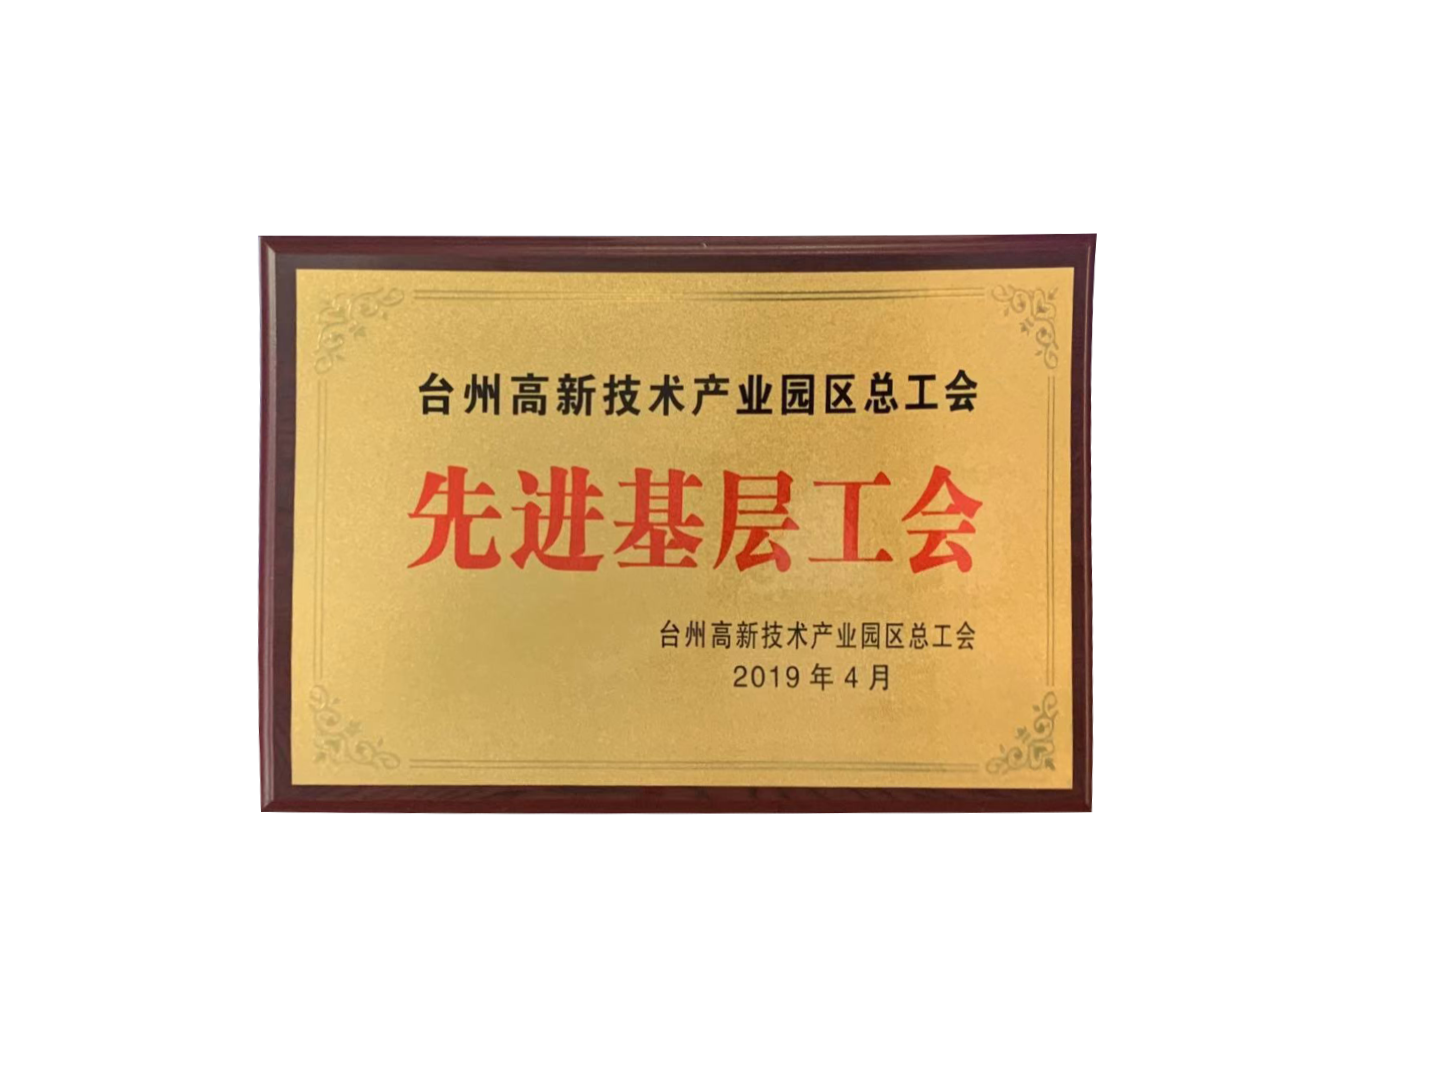 台州高新技术产业园区总工会
先进基层工会
台州高新技术产业园区总工会
2019年4月